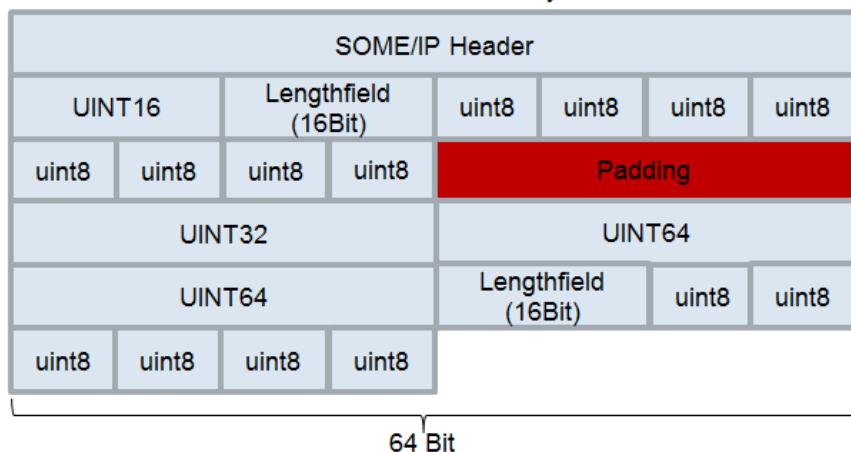 SOME/IP Header
UINT16 Lengthfield (16Bit) uint8 uint8 uint8 uint8
uint8 uint8 uint8 uint8 Padding
UINT32 UINT64
UINT64 Lengthfield (16Bit) uint8 uint8
uint8 uint8 uint8 uint8
64 Bit